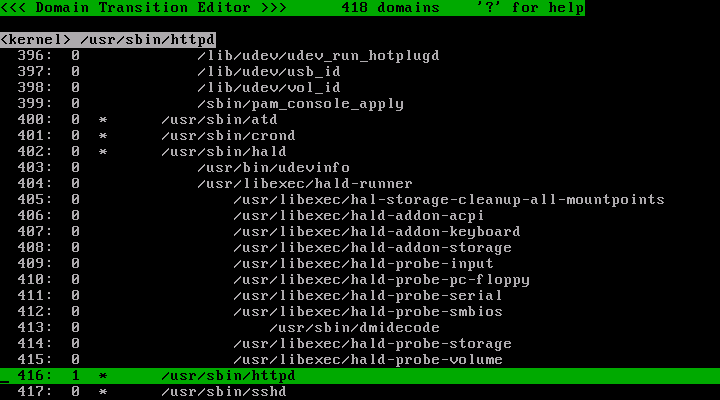 <<< Domain Transition Editor >>>      418 domains    '?' for help
<kernel> /usr/sbin/httpd
396:  0             /lib/udev/udev_run_hotplugd
397:  0             /lib/udev/usb_id
398:  0             /lib/udev/vol_id
399:  0             /sbin/pam_console_apply
400:  0  *      /usr/sbin/atd
401:  0  *      /usr/sbin/crond
402:  0  *      /usr/sbin/hald
403:  0             /usr/bin/udevinfo
404:  0             /usr/libexec/hald-runner
405:  0                 /usr/libexec/hal-storage-cleanup-all-mountpoints
406:  0                 /usr/libexec/hald-addon-acpi
407:  0                 /usr/libexec/hald-addon-keyboard
408:  0                 /usr/libexec/hald-addon-storage
409:  0                 /usr/libexec/hald-probe-input
410:  0                 /usr/libexec/hald-probe-pc-floppy
411:  0                 /usr/libexec/hald-probe-serial
412:  0                 /usr/libexec/hald-probe-smbios
413:  0                     /usr/sbin/dmidecode
414:  0                 /usr/libexec/hald-probe-storage
415:  0                 /usr/libexec/hald-probe-volume
416:  1  *      /usr/sbin/httpd
417:  0  *      /usr/sbin/sshd